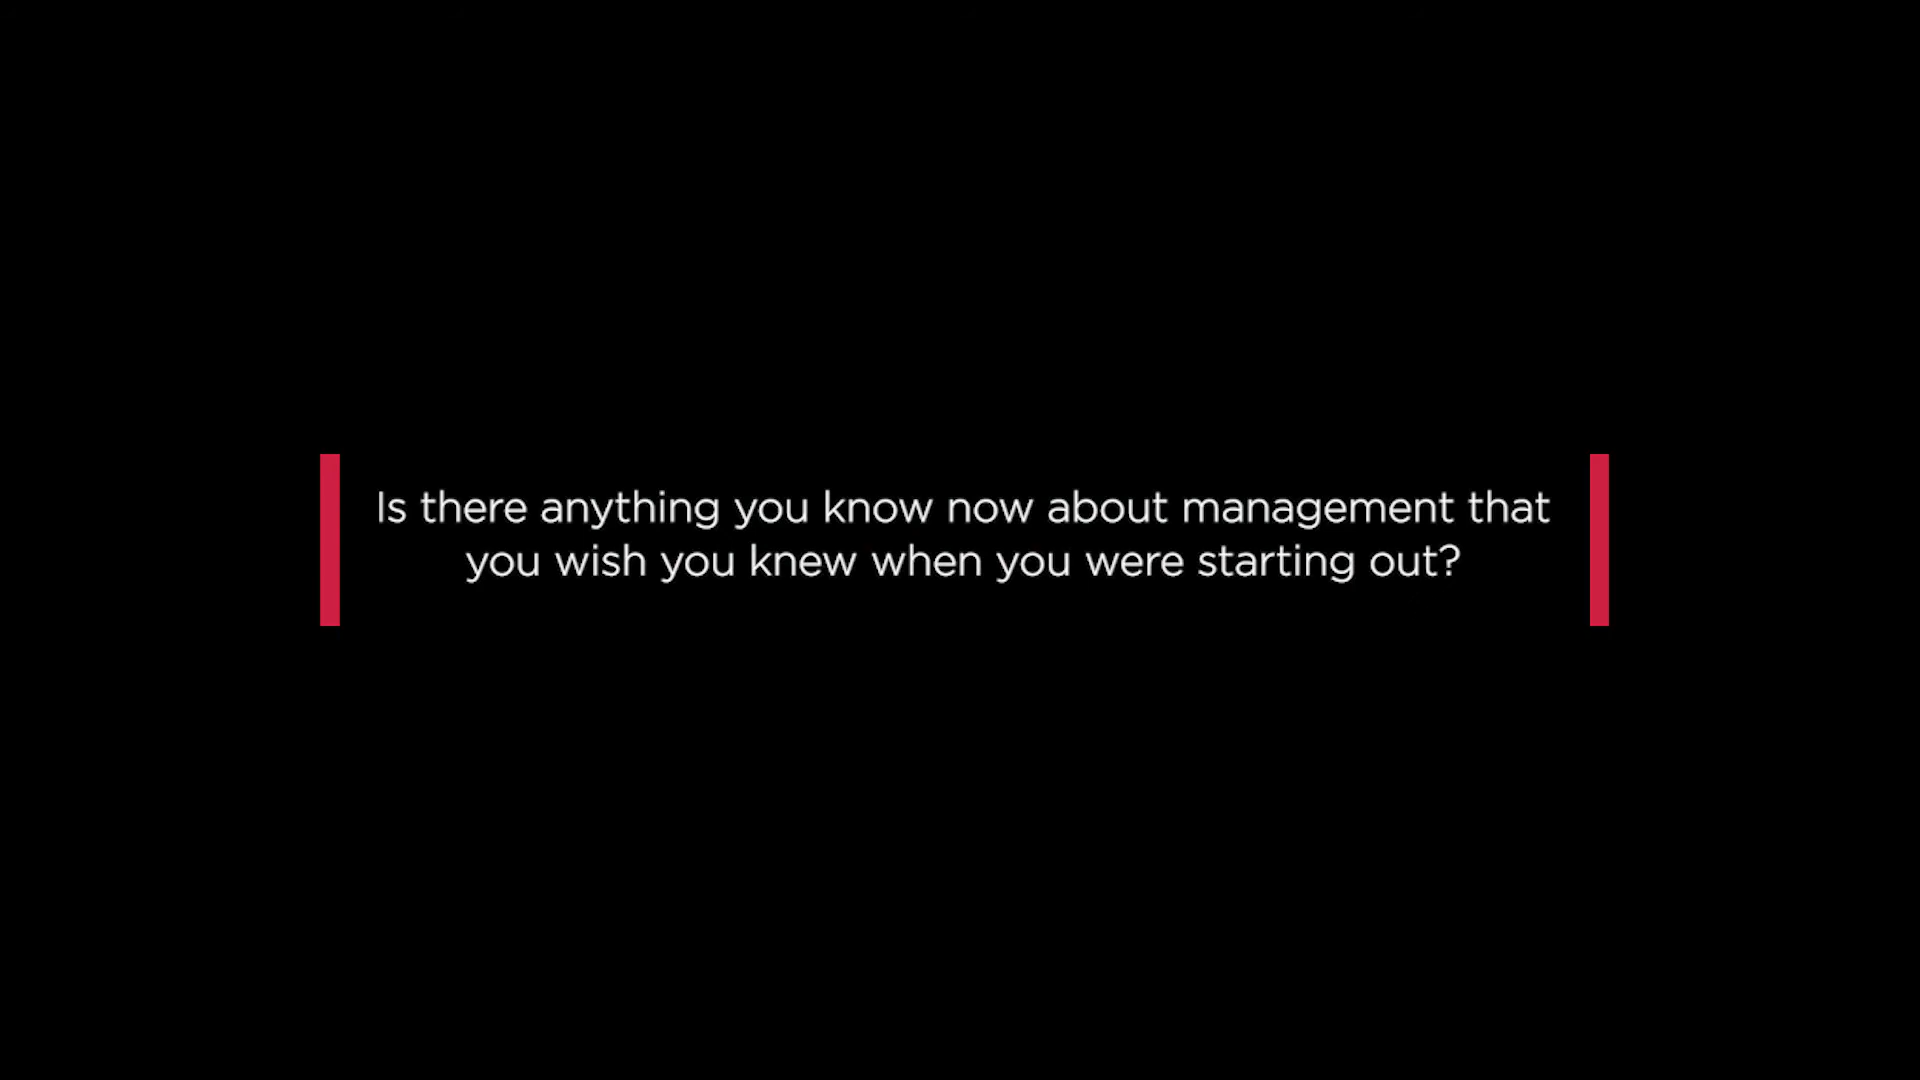 Is there anything you know now about management that
you wish you knew when you were starting out?